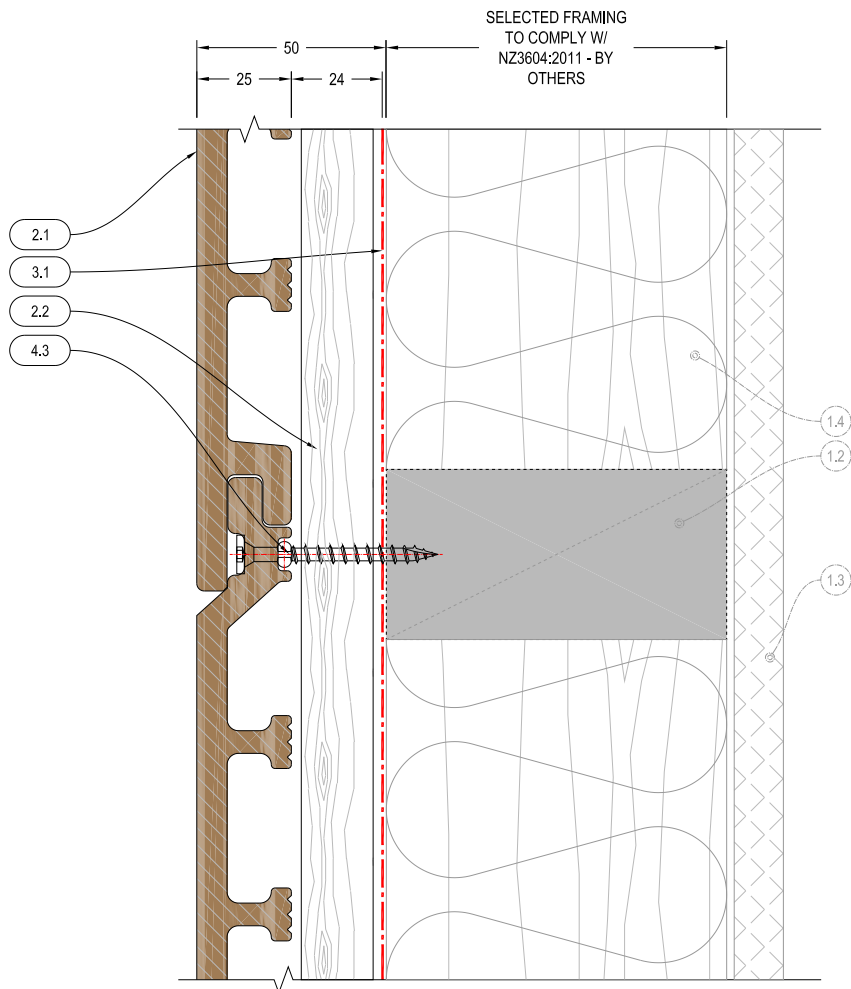 SELECTED FRAMING
TO COMPLY W/
NZ3604:2011 - BY
OTHERS
50
25
24
2.1
3.1
2.2
4.3
1.4
1.2
1.3